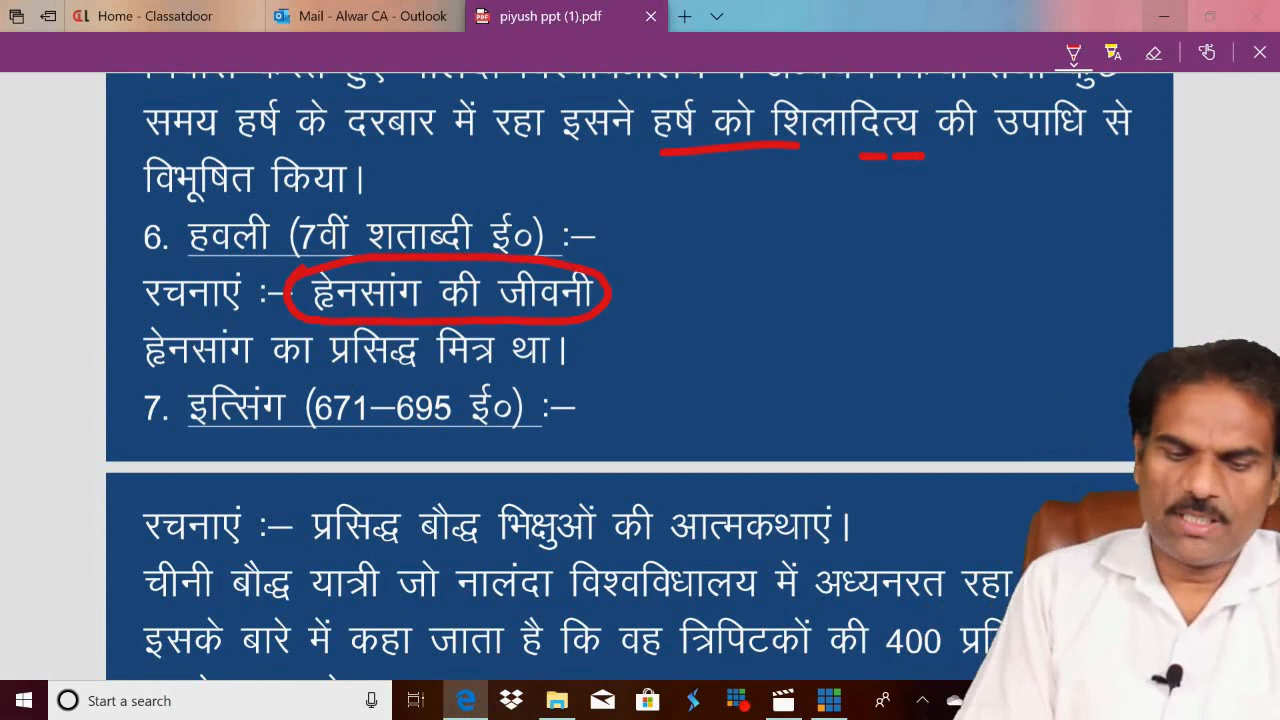 Home - Classatdoor
Mail - Alwar CA - Outlook
piyush ppt (1).pdf
समय हर्ष के दरबार में रहा इसने हर्ष को शिलादित्य की उपाधि से
विभूषित किया।
6. हवली (7वीं शताब्दी ई०) :–
रचनाएं :– ह्वेनसांग की जीवनी
ह्वेनसांग का प्रसिद्ध मित्र था।
7. इत्सिंग (671–695 ई०) :–
रचनाएं :– प्रसिद्ध बौद्ध भिक्षुओं की आत्मकथाएं।
चीनी बौद्ध यात्री जो नालंदा विश्वविधालय में अध्यनरत रहा
इसके बारे में कहा जाता है कि वह त्रिपिटकों की 400
Start a search